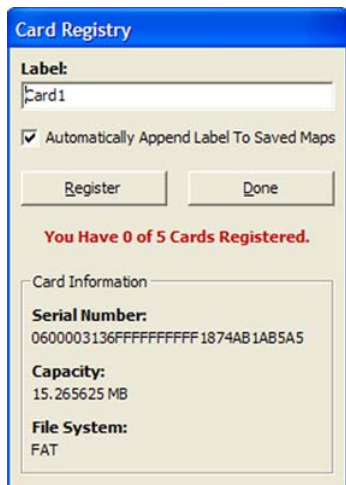 Card Registry
Label:
Card1
Automatically Append Label To Saved Maps
Register
Done
You Have 0 of 5 Cards Registered.
Card Information
Serial Number:
0600003136FFFFFFFFFF1874AB1AB5A5
Capacity:
15.265625 MB
File System:
FAT